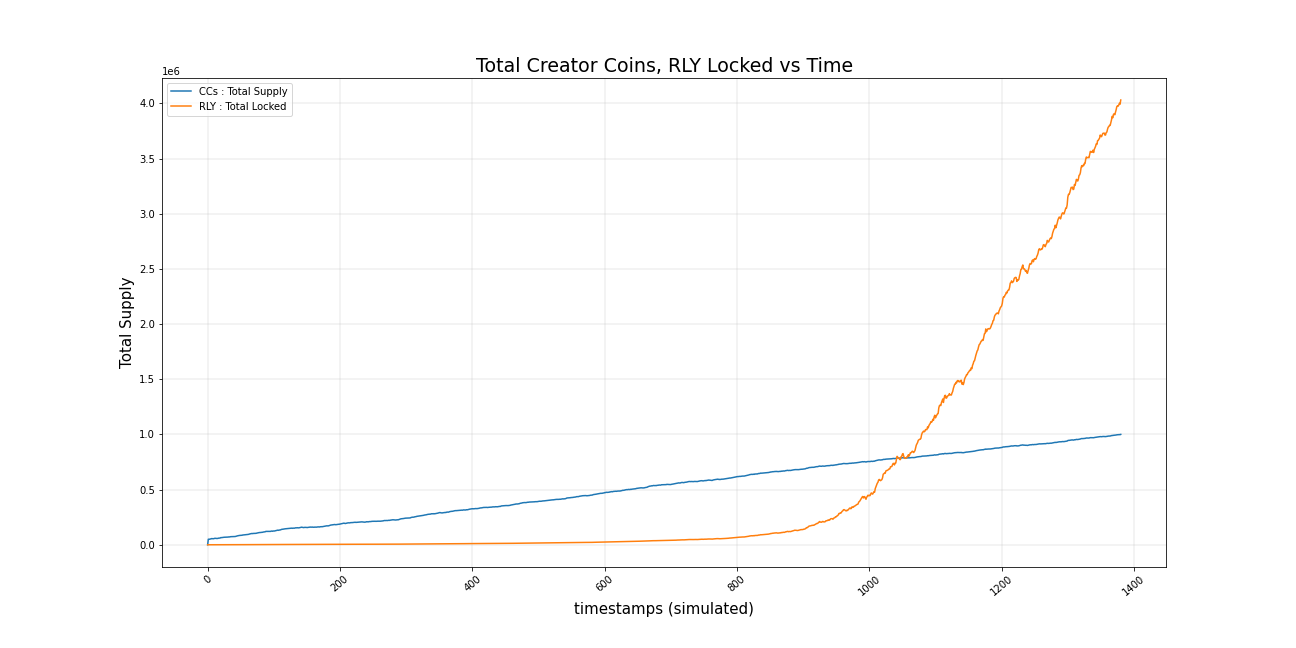 Total Creator Coins, RLY Locked vs Time
1e6
CCs : Total Supply
RLY : Total Locked
4.0
3.5
3.0
2.5
2.0
1.5
1.0
0.5
0.0
Total Supply
0 200 400 600 800 1000 1200 1400
timestamps (simulated)